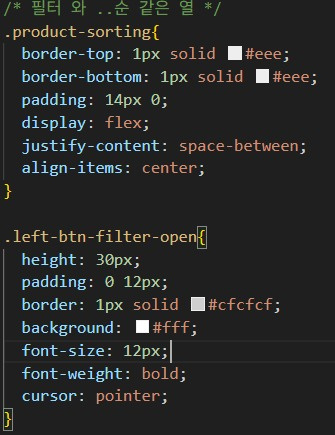 /* 필터 와 ..순 같은 열 */
.product-sorting{
border-top: 1px solid #eee;
border-bottom: 1px solid #eee;
padding: 14px 0;
display: flex;
justify-content: space-between;
align-items: center;
}
.left-btn-filter-open{
height: 30px;
padding: 0 12px;
border: 1px solid #cfcfcf;
background: #fff;
font-size: 12px;
font-weight: bold;
cursor: pointer;
}